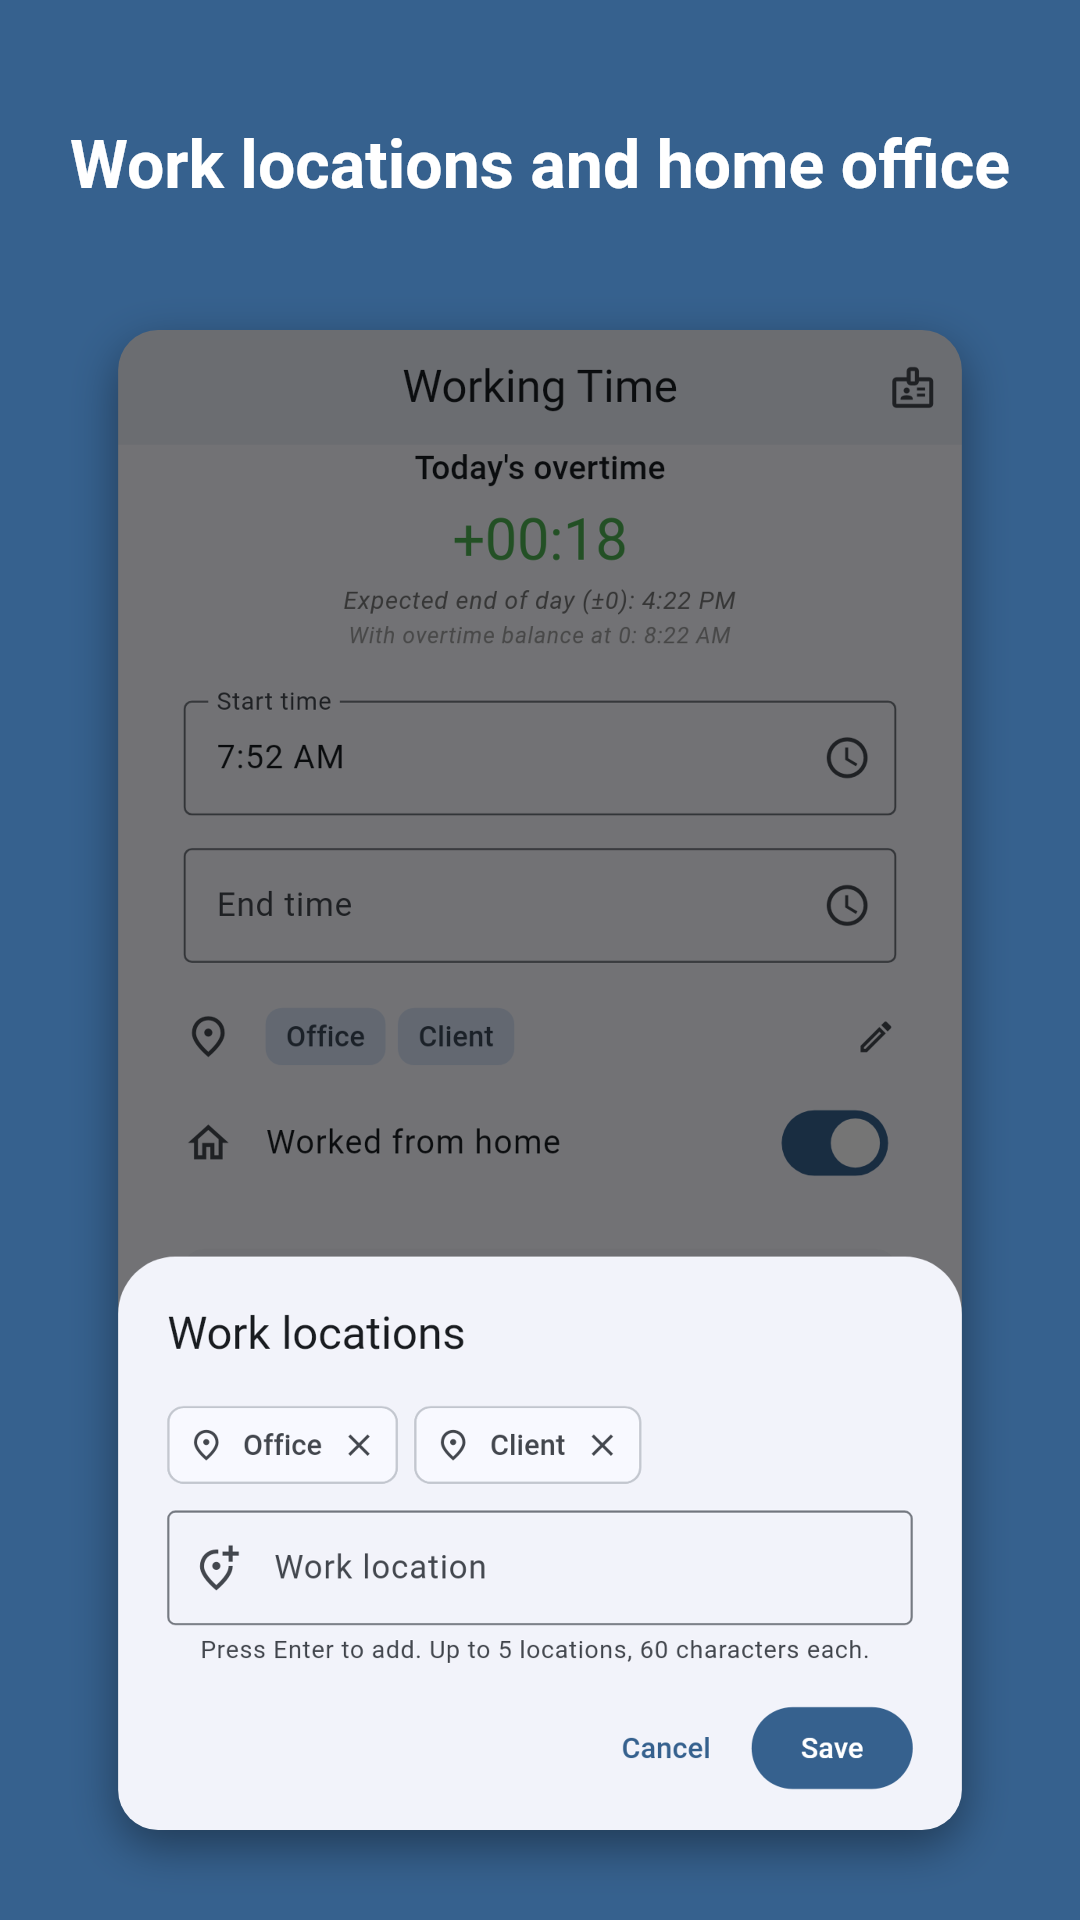 Work locations and home office
Working Time
Today's overtime
+00:18
Expected end of day (±0): 4:22 PM
With overtime balance at 0: 8:22 AM
Start time
7:52 AM
End time
Office Client
Worked from home
Work locations
Office Client
Work location
Press Enter to add. Up to 5 locations, 60 characters each.
Cancel Save